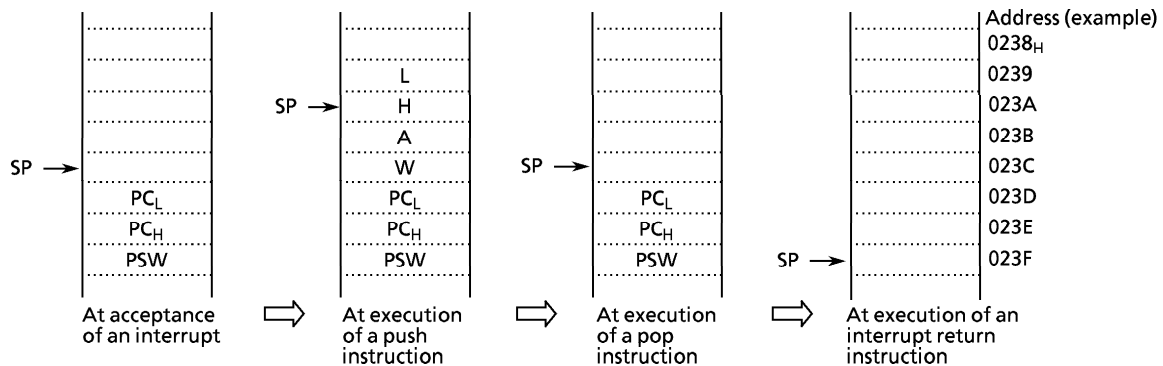 Address (example)
0238H
L 0239
SP H 023A
A 023B
SP W SP 023C
PCL PCL PCL 023D
PCH PCH PCH 023E
PSW PSW PSW SP 023F
At acceptance
of an interrupt
At execution
of a push
instruction
At execution
of a pop
instruction
At execution of an
interrupt return
instruction